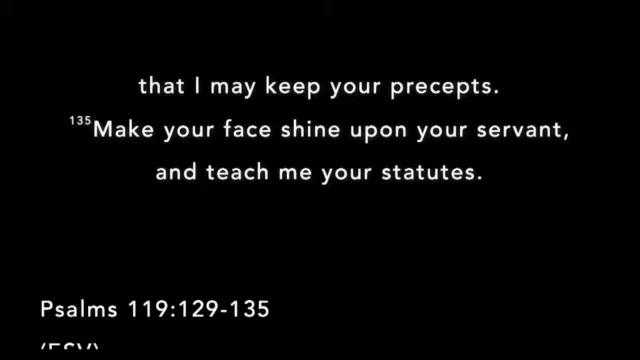 that I may keep your precepts.
135Make your face shine upon your servant,
and teach me your statutes.
Psalms 119:129-135
(ESV)